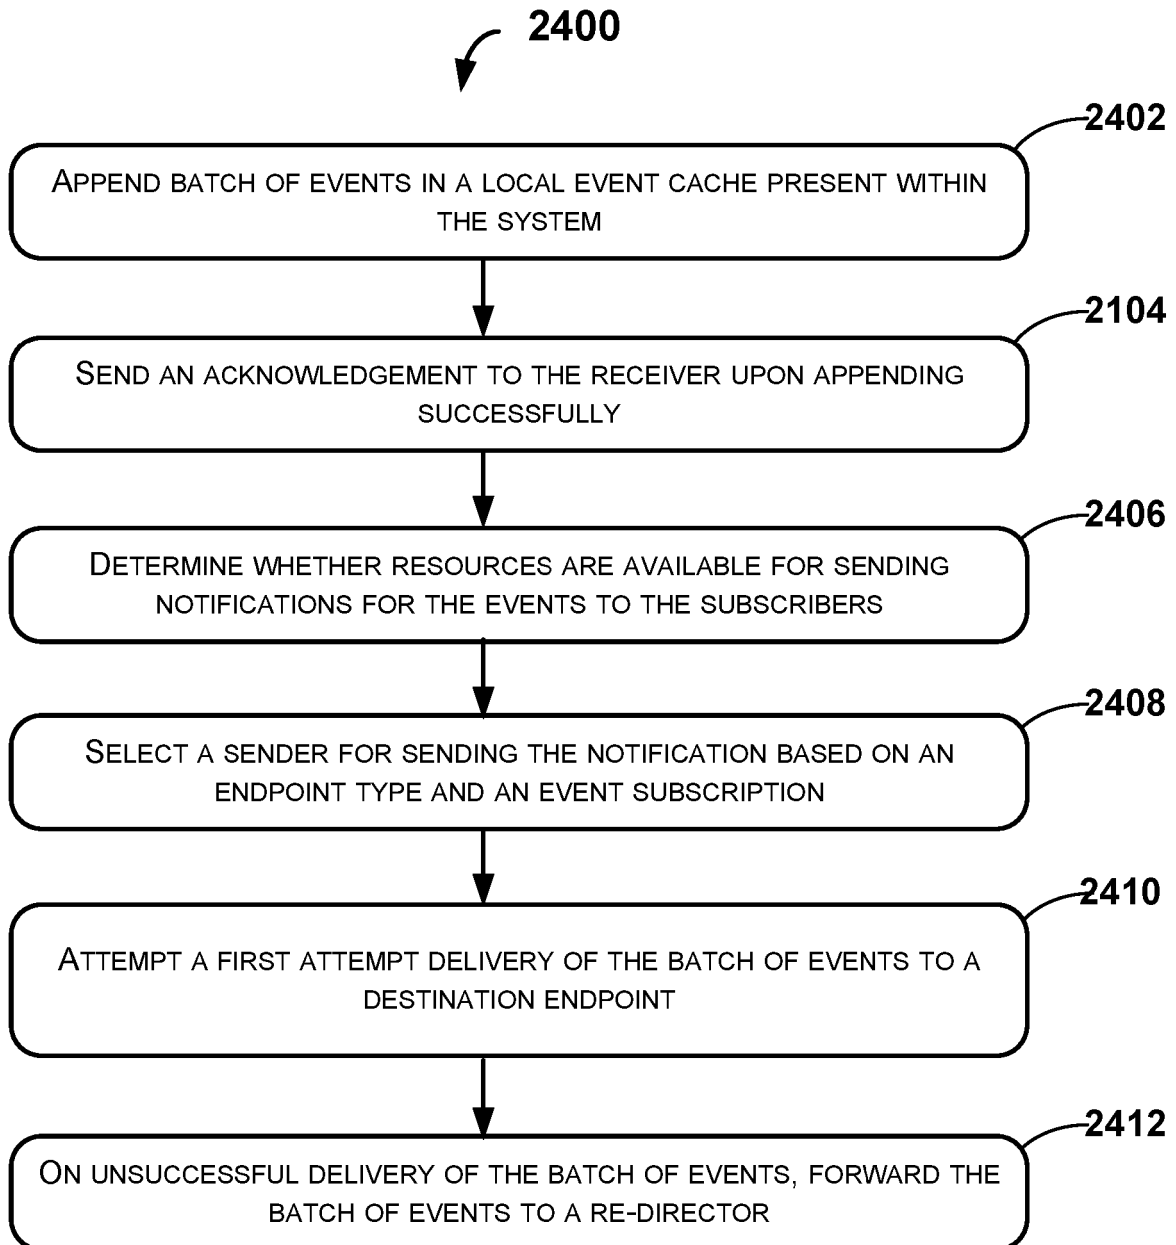 2400
2402
APPEND BATCH OF EVENTS IN A LOCAL EVENT CACHE PRESENT WITHIN
THE SYSTEM
2104
SEND AN ACKNOWLEDGEMENT TO THE RECEIVER UPON APPENDING
SUCCESSFULLY
2406
DETERMINE WHETHER RESOURCES ARE AVAILABLE FOR SENDING
NOTIFICATIONS FOR THE EVENTS TO THE SUBSCRIBERS
2408
SELECT A SENDER FOR SENDING THE NOTIFICATION BASED ON AN
ENDPOINT TYPE AND AN EVENT SUBSCRIPTION
2410
ATTEMPT A FIRST ATTEMPT DELIVERY OF THE BATCH OF EVENTS TO A
DESTINATION ENDPOINT
2412
ON UNSUCCESSFUL DELIVERY OF THE BATCH OF EVENTS, FORWARD THE
BATCH OF EVENTS TO A RE-DIRECTOR